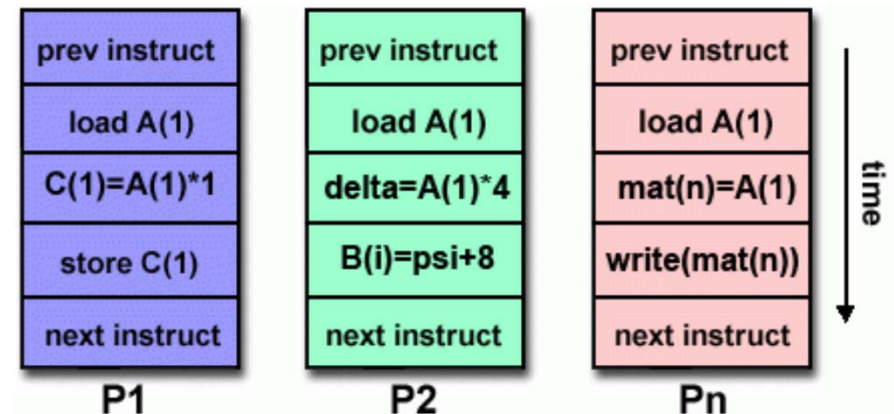 prev instruct
load A(1)
C(1)=A(1)*1
store C(1)
next instruct
P1
prev instruct
load A(1)
delta=A(1)*4
B(i)=psi+8
next instruct
P2
prev instruct
load A(1)
mat(n)=A(1)
write(mat(n))
next instruct
Pn
time